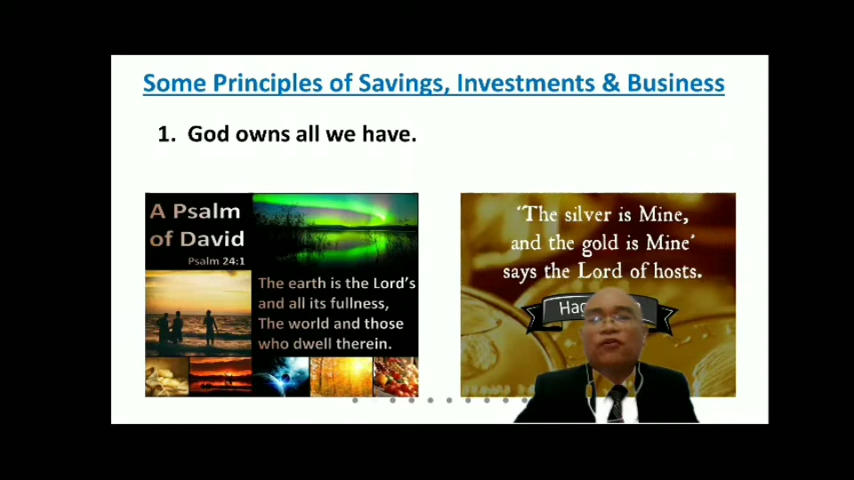 Some Principles of Savings, Investments & Business
1. God owns all we have.
A Psalm
of David
Psalm 24:1
The earth is the Lord's
and all its fullness,
The world and those
who dwell therein.
'The silver is Mine,
and the gold is Mine'
says the Lord of hosts.